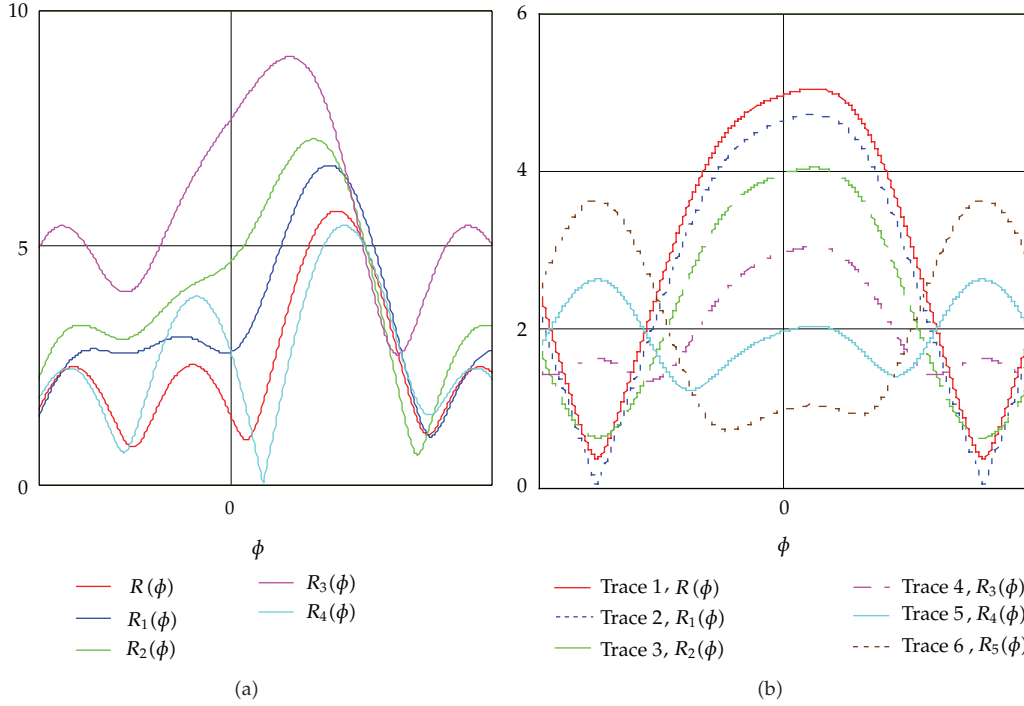 10
5
0
0
ϕ
R(ϕ)
R₁(ϕ)
R₂(ϕ)
R₃(ϕ)
R₄(ϕ)
(a)
6
4
2
0
0
ϕ
Trace 1, R(ϕ)
Trace 2, R₁(ϕ)
Trace 3, R₂(ϕ)
Trace 4, R₃(ϕ)
Trace 5, R₄(ϕ)
Trace 6, R₅(ϕ)
(b)